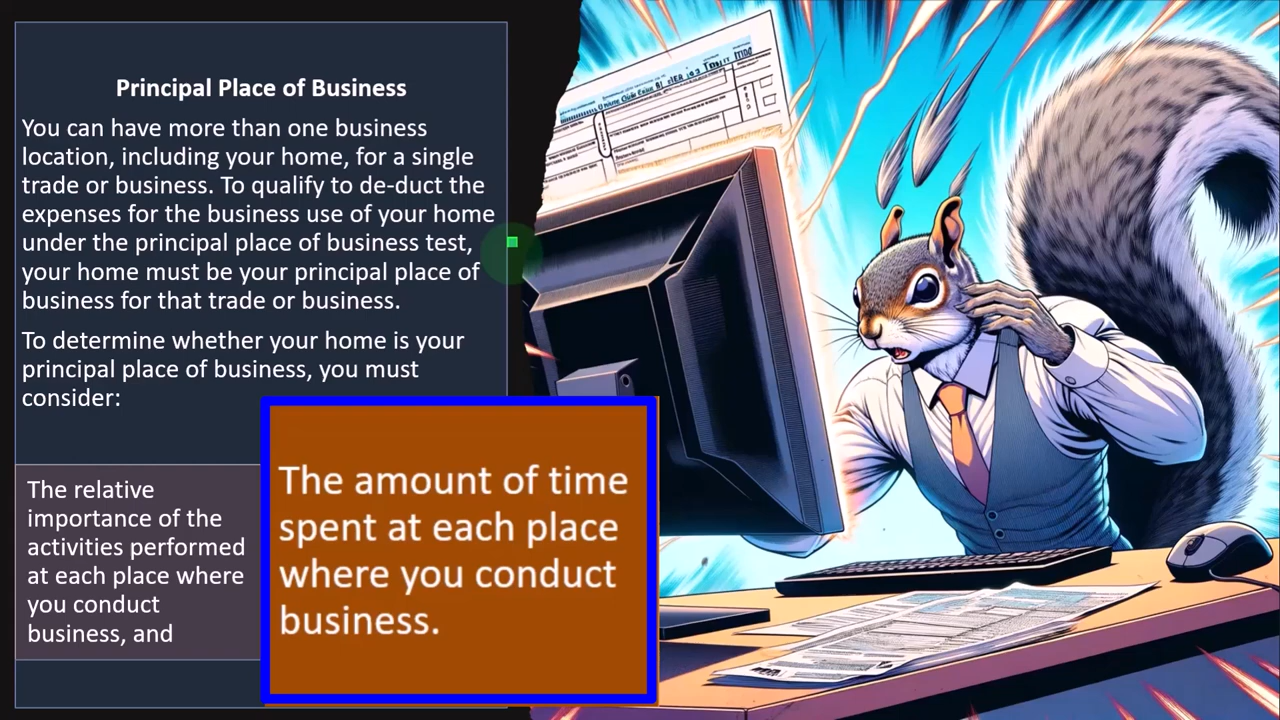 Principal Place of Business
You can have more than one business
location, including your home, for a single
trade or business. To qualify to de-duct the
expenses for the business use of your home
under the principal place of business test,
your home must be your principal place of
business for that trade or business.
To determine whether your home is your
principal place of business, you must
consider:
The relative
importance of the
activities performed
at each place where
you conduct
business, and
The amount of time
spent at each place
where you conduct
business.